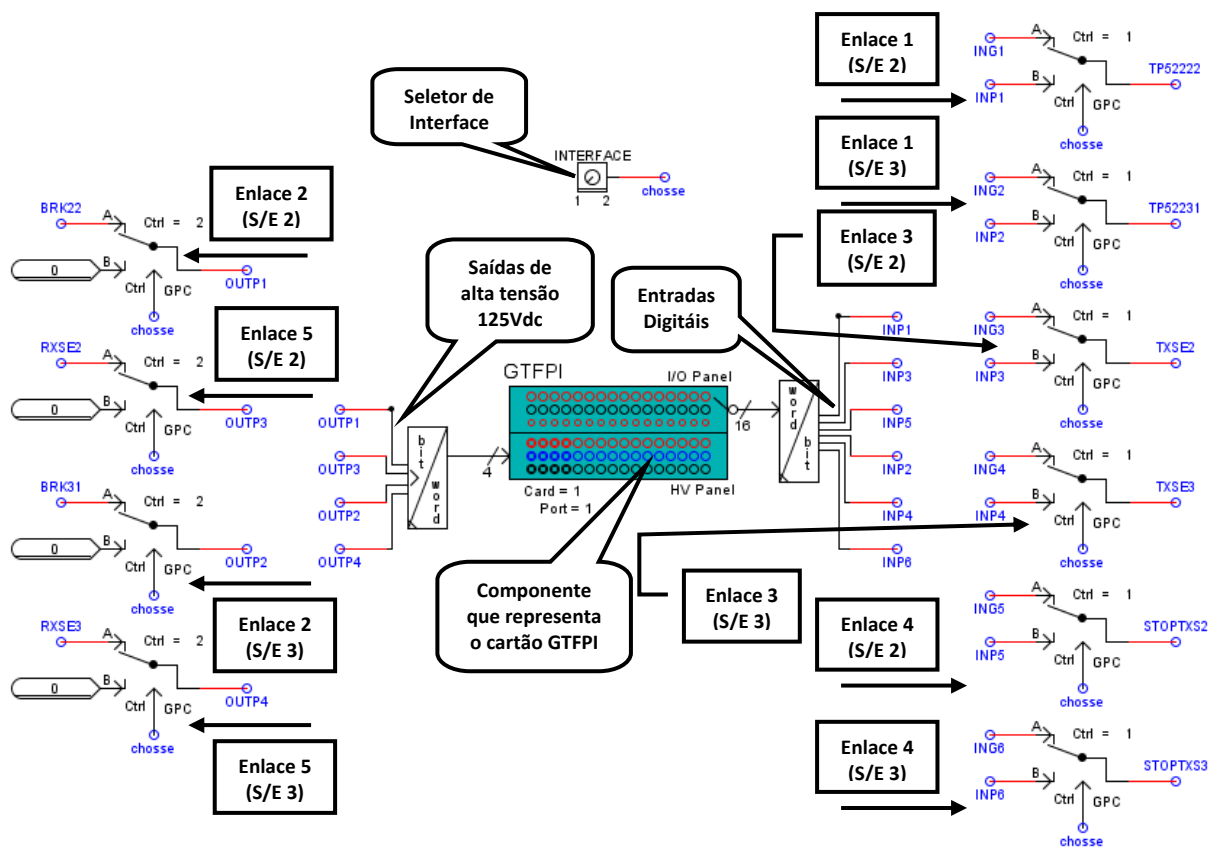 Enlace 1
(S/E 2)
ING1
A
Ctrl = 1
INP1
B
Ctrl
GPC
chosse
TP52222
Seletor de
Interface
INTERFACE
1 2
chosse
Enlace 1
(S/E 3)
ING2
A
Ctrl = 1
INP2
B
Ctrl
GPC
chosse
TP52231
Enlace 2
(S/E 2)
BRK22
A
Ctrl = 2
0
B
Ctrl
GPC
chosse
OUTP1
Enlace 3
(S/E 2)
Saídas de
alta tensão
125Vdc
Entradas
Digitáis
ING3
A
Ctrl = 1
INP3
B
Ctrl
GPC
chosse
TXSE2
Enlace 5
(S/E 2)
RXSE2
A
Ctrl = 2
0
B
Ctrl
GPC
chosse
OUTP3
OUTP1
OUTP3
OUTP2
OUTP4
bit
word
4
GTFPI
I/O Panel
HV Panel
Card = 1
Port = 1
16
word
bit
INP1
INP3
INP5
INP2
INP4
INP6
ING4
A
Ctrl = 1
INP4
B
Ctrl
GPC
chosse
TXSE3
BRK31
A
Ctrl = 2
0
B
Ctrl
GPC
chosse
OUTP2
Enlace 2
(S/E 3)
Componente
que representa
o cartão GTFPI
Enlace 3
(S/E 3)
Enlace 4
(S/E 2)
ING5
A
Ctrl = 1
INP5
B
Ctrl
GPC
chosse
STOPTXS2
RXSE3
A
Ctrl = 2
0
B
Ctrl
GPC
chosse
OUTP4
Enlace 5
(S/E 3)
Enlace 4
(S/E 3)
ING6
A
Ctrl = 1
INP6
B
Ctrl
GPC
chosse
STOPTXS3